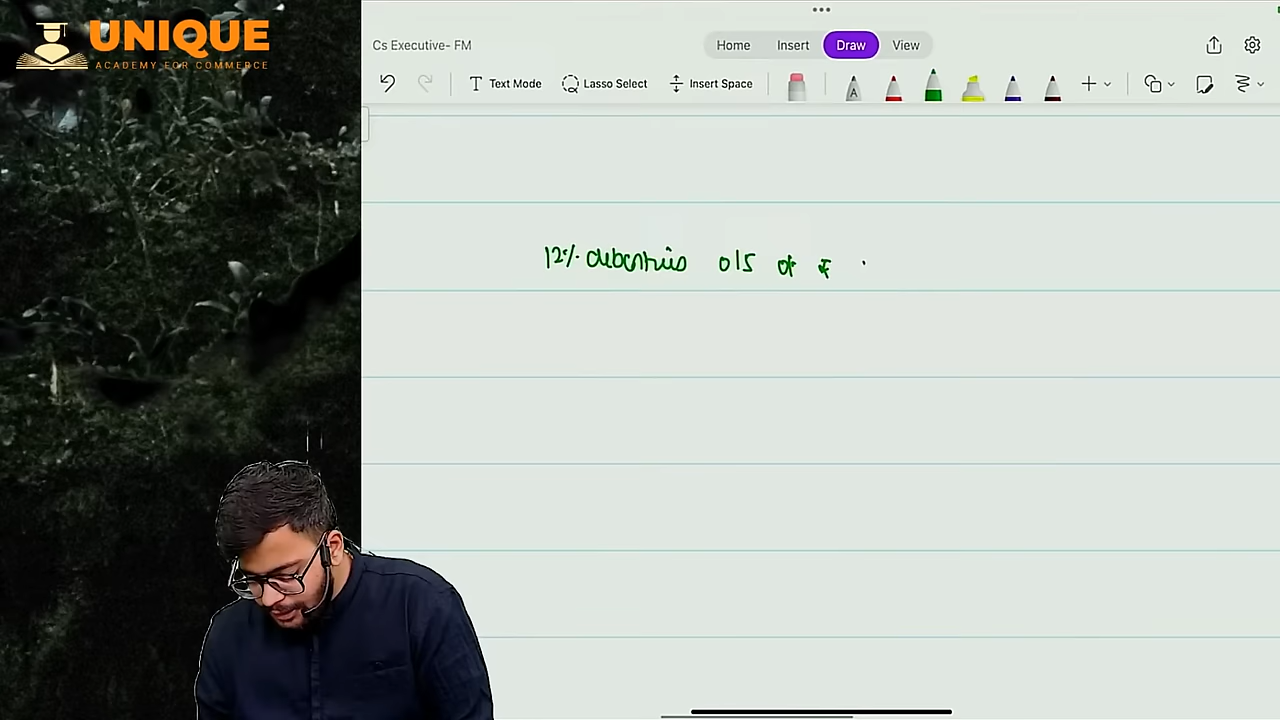 UNIQUE
ACADEMY FOR COMMERCE
Cs Executive- FM
Home Insert Draw View
Text Mode Lasso Select Insert Space
12% debentures o/s of ₹